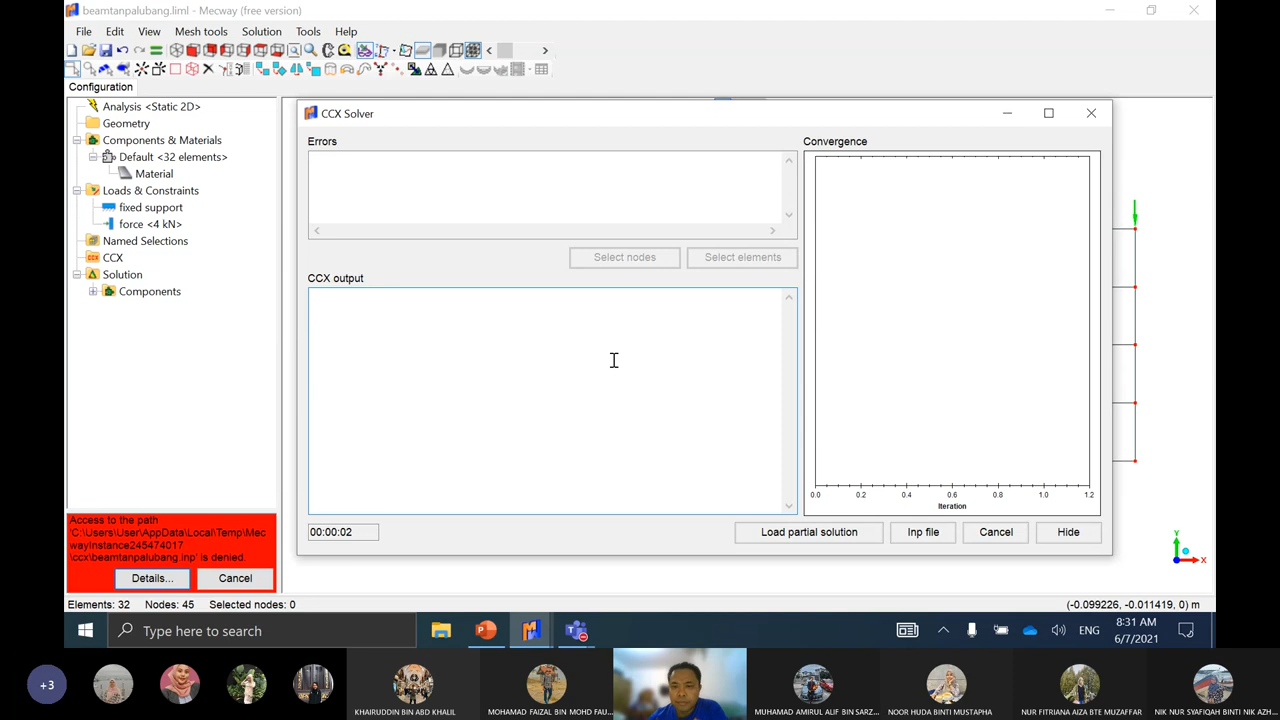 beamtanpalubang.liml - Mecway (free version)
File Edit View Mesh tools Solution Tools Help
Configuration
Analysis <Static 2D>
Geometry
Components & Materials
Default <32 elements>
Material
Loads & Constraints
fixed support
force <4 kN>
Named Selections
CCX
Solution
Components
CCX Solver
Errors
Select nodes Select elements
CCX output
00:00:02
Convergence
0.0 0.2 0.4 0.6 0.8 1.0 1.2
Iteration
Load partial solution Inp file Cancel Hide
Access to the path
'C:\Users\User\AppData\Local\Temp\Mec
wayInstance245474017
\ccx\beamtanpalubang.inp' is denied.
Details... Cancel
Y
X
Elements: 32 Nodes: 45 Selected nodes: 0
(-0.099226, -0.011419, 0) m
Type here to search
ENG
8:31 AM
6/7/2021
+3
KHAIRUDDIN BIN ABD KHALIL
MOHAMAD FAIZAL BIN MOHD FAU...
MUHAMAD AMIRUL ALIF BIN SARZ...
NOOR HUDA BINTI MUSTAPHA
NUR FITRIANA AIZA BTE MUZAFFAR
NIK NUR SYAFIQAH BINTI NIK AZH...